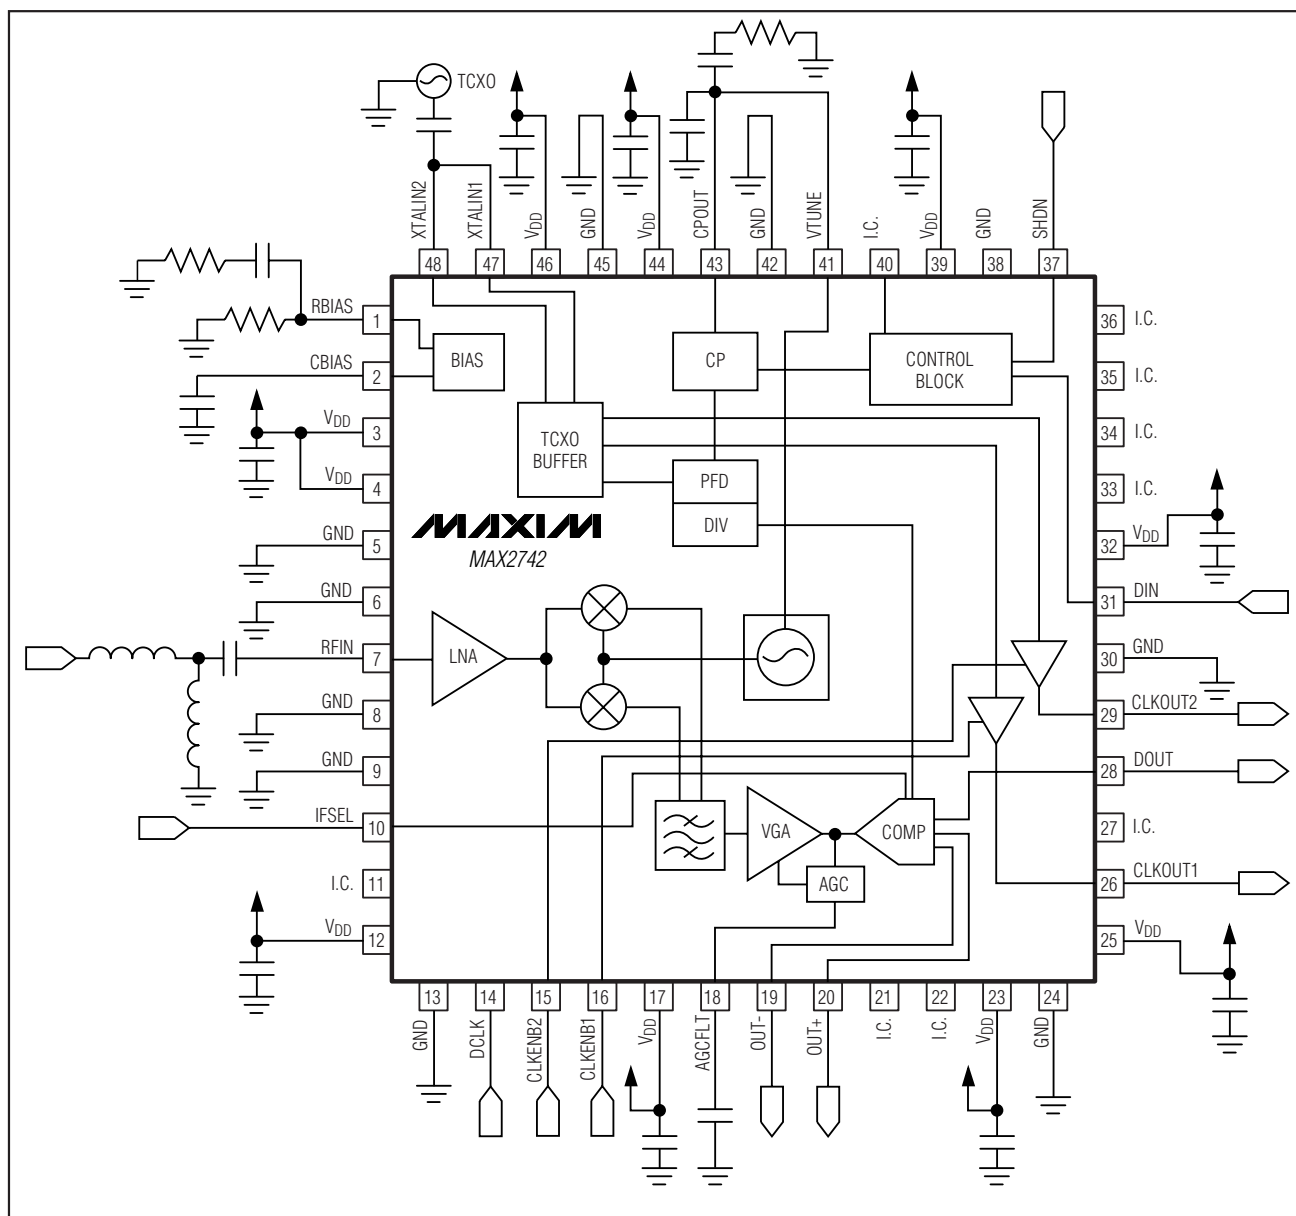 TCXO
XTALIN2
XTALIN1
VDD
GND
VDD
CPOUT
GND
VTUNE
I.C.
VDD
GND
SHDN
48
47
46
45
44
43
42
41
40
39
38
37
RBIAS
1
CBIAS
2
VDD
3
VDD
4
GND
5
GND
6
RFIN
7
GND
8
GND
9
IFSEL
10
I.C.
11
VDD
12
BIAS
TCXO
BUFFER
CP
CONTROL
BLOCK
PFD
DIV
MAXIM
MAX2742
LNA
VGA
COMP
AGC
36 I.C.
35 I.C.
34 I.C.
33 I.C.
32 VDD
31 DIN
30 GND
29 CLKOUT2
28 DOUT
27 I.C.
26 CLKOUT1
25 VDD
13
14
15
16
17
18
19
20
21
22
23
24
GND
DCLK
CLKENB2
CLKENB1
VDD
AGCFLT
OUT-
OUT+
I.C.
I.C.
VDD
GND